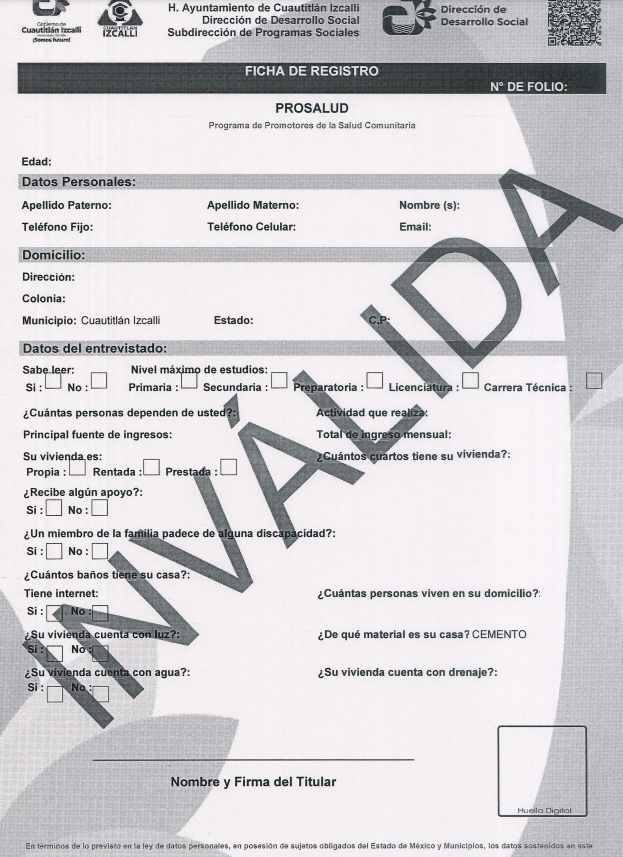 Gobierno de
Cuautitlán Izcalli
¡Somos futuro!
CUAUTITLÁN
IZCALLI
H. Ayuntamiento de Cuautitlán Izcalli
Dirección de Desarrollo Social
Subdirección de Programas Sociales
Dirección de
Desarrollo Social
FICHA DE REGISTRO
N° DE FOLIO:
PROSALUD
Programa de Promotores de la Salud Comunitaria
Edad:
Datos Personales:
Apellido Paterno: Apellido Materno: Nombre (s):
Teléfono Fijo: Teléfono Celular: Email:
Domicilio:
Dirección:
Colonia:
Municipio: Cuautitlán Izcalli Estado: C.P:
Datos del entrevistado:
Sabe leer: Nivel máximo de estudios:
Si : No : Primaria : Secundaria : Preparatoria : Licenciatura : Carrera Técnica :
¿Cuántas personas dependen de usted?: Actividad que realiza:
Principal fuente de ingresos: Total de ingreso mensual:
Su vivienda es: ¿Cuántos cuartos tiene su vivienda?:
Propia : Rentada : Prestada :
¿Recibe algún apoyo?:
Si : No :
¿Un miembro de la familia padece de alguna discapacidad?:
Si : No :
¿Cuántos baños tiene su casa?:
Tiene internet: ¿Cuántas personas viven en su domicilio?:
Si : No :
¿Su vivienda cuenta con luz?: ¿De qué material es su casa? CEMENTO
Si : No :
¿Su vivienda cuenta con agua?: ¿Su vivienda cuenta con drenaje?:
Si : No :
INVÁLIDA
Nombre y Firma del Titular
Huella Digital
En términos de lo previsto en la ley de datos personales, en posesión de sujetos obligados del Estado de México y Municipios, los datos sostenidos en este